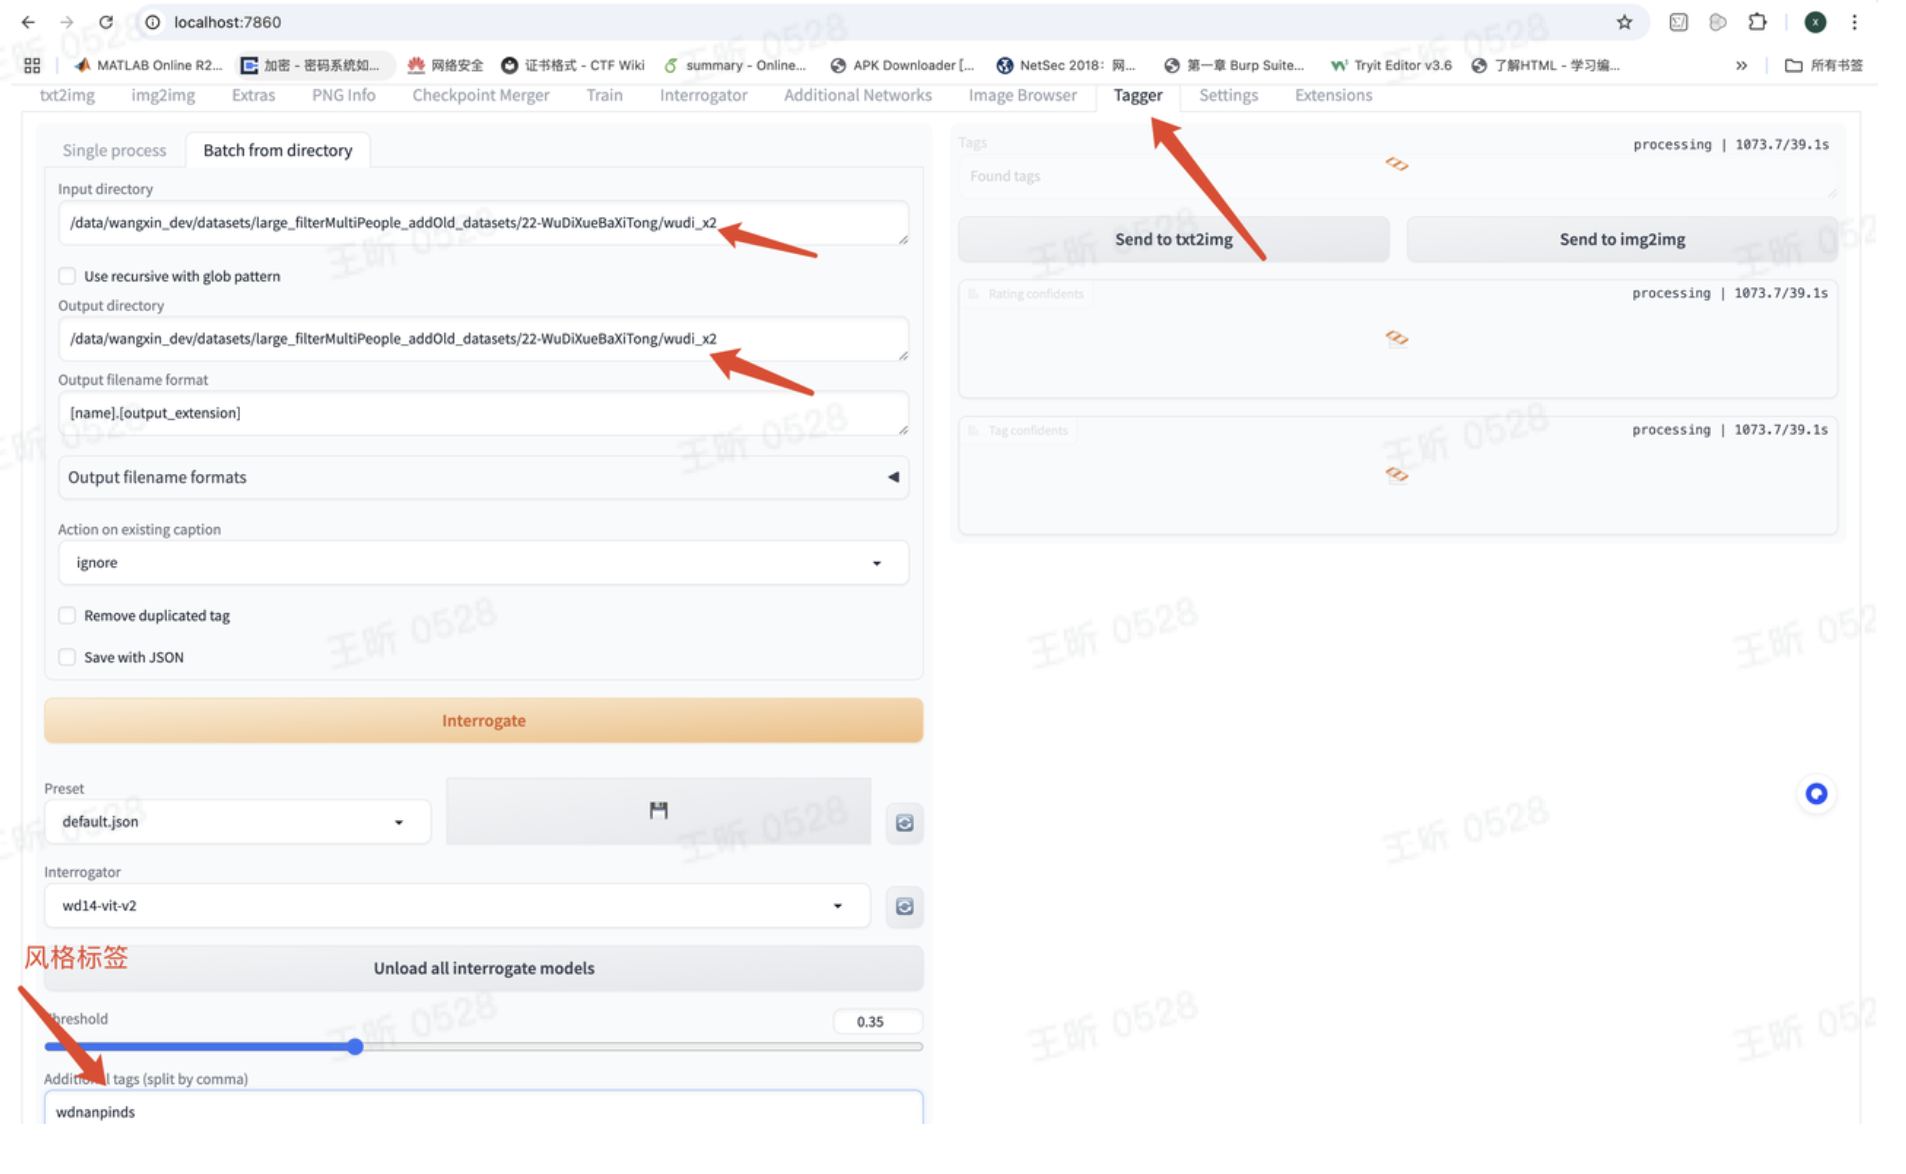 localhost:7860
x
MATLAB Online R2...
加密 - 密码系统如...
网络安全
证书格式 - CTF Wiki
summary - Online...
APK Downloader [...
NetSec 2018：网...
第一章 Burp Suite...
Tryit Editor v3.6
了解HTML - 学习编...
»
所有书签
txt2img
img2img
Extras
PNG Info
Checkpoint Merger
Train
Interrogator
Additional Networks
Image Browser
Tagger
Settings
Extensions
Single process
Batch from directory
Input directory
/data/wangxin_dev/datasets/large_filterMultiPeople_addOld_datasets/22-WuDiXueBaXiTong/wudi_x2
Use recursive with glob pattern
Output directory
/data/wangxin_dev/datasets/large_filterMultiPeople_addOld_datasets/22-WuDiXueBaXiTong/wudi_x2
Output filename format
[name].[output_extension]
Output filename formats
Action on existing caption
ignore
Remove duplicated tag
Save with JSON
Interrogate
Preset
default.json
Interrogator
wd14-vit-v2
风格标签
Unload all interrogate models
Threshold
0.35
Additional tags (split by comma)
wdnanpinds
Tags
processing | 1073.7/39.1s
Found tags
Send to txt2img
Send to img2img
Rating confidents
processing | 1073.7/39.1s
Tag confidents
processing | 1073.7/39.1s
王昕 0528